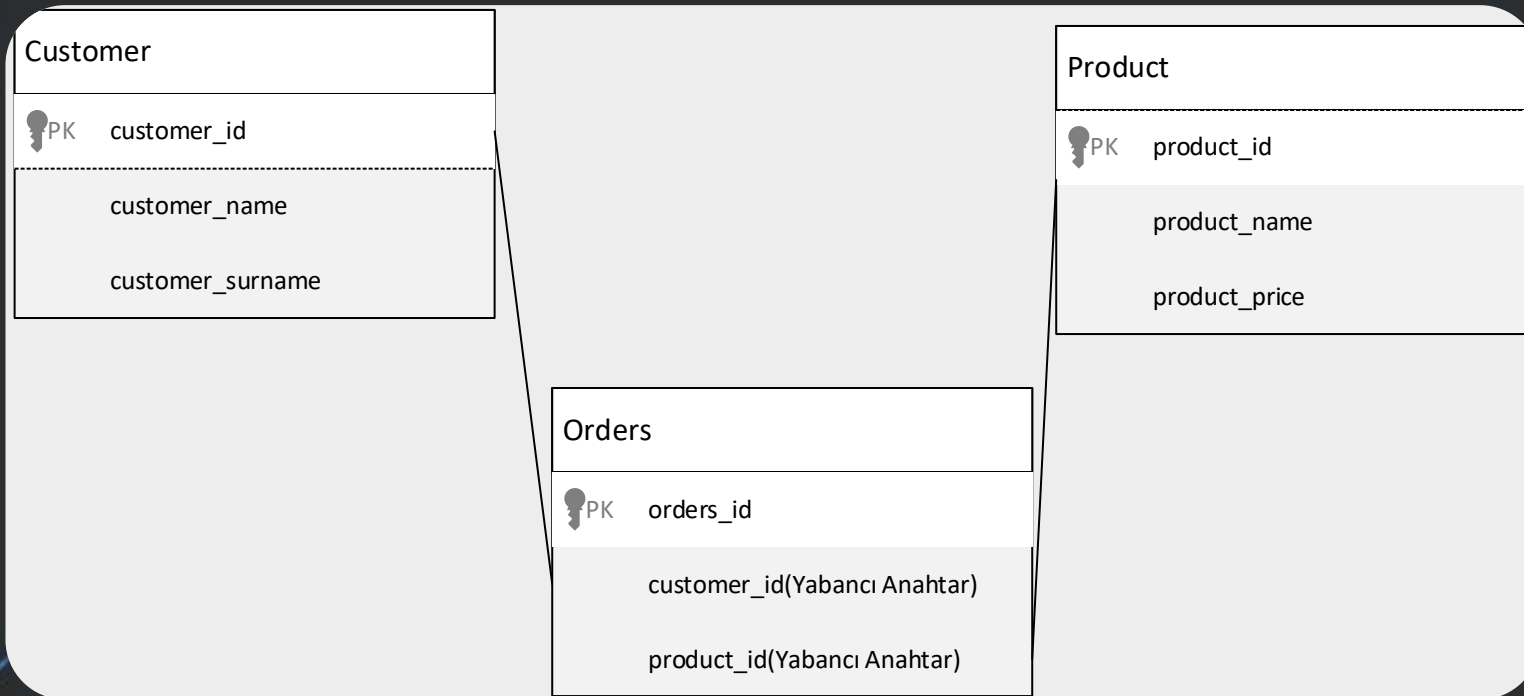 Customer
PK customer_id
customer_name
customer_surname
Product
PK product_id
product_name
product_price
Orders
PK orders_id
customer_id(Yabancı Anahtar)
product_id(Yabancı Anahtar)